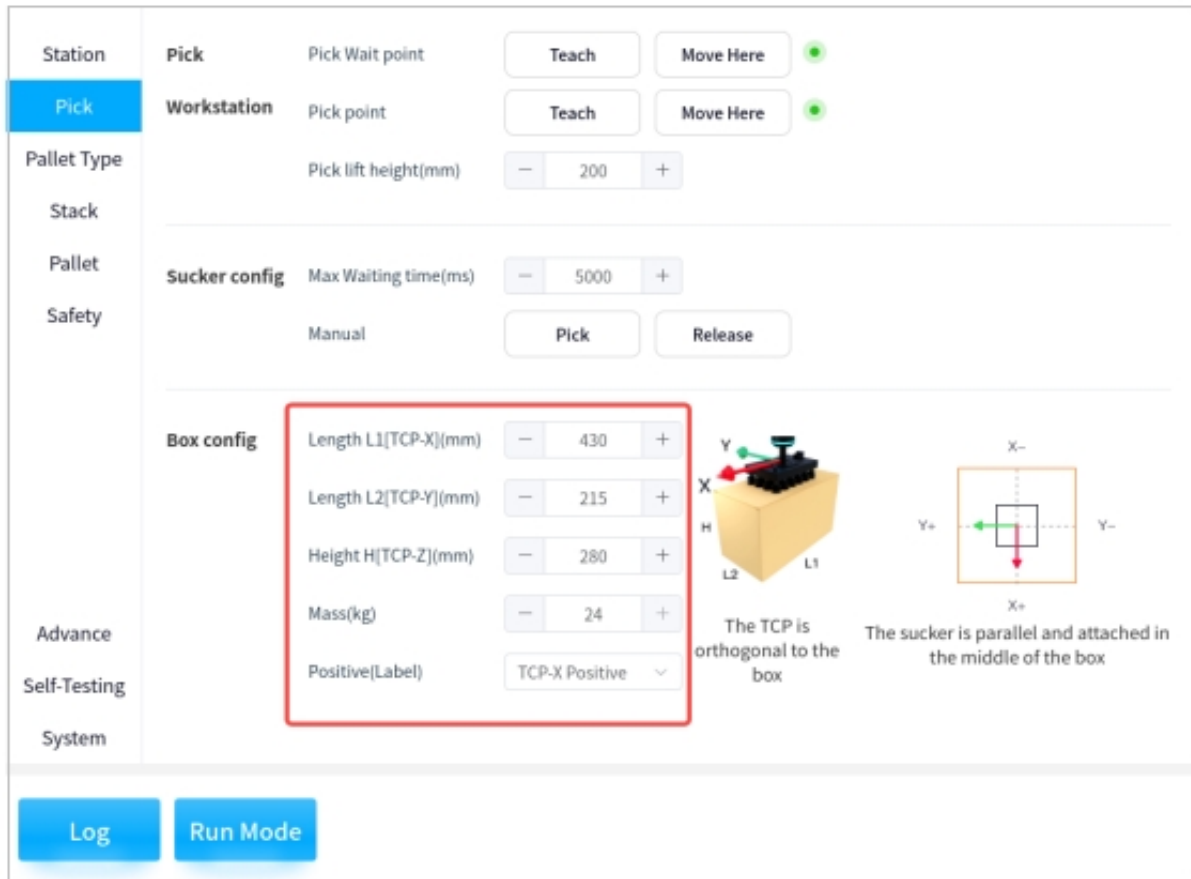 Station
Pick
Pallet Type
Stack
Pallet
Safety
Advance
Self-Testing
System
Pick Pick Wait point Teach Move Here
Workstation Pick point Teach Move Here
Pick lift height(mm) − 200 +
Sucker config Max Waiting time(ms) − 5000 +
Manual Pick Release
Box config Length L1[TCP-X](mm) − 430 +
Length L2[TCP-Y](mm) − 215 +
Height H[TCP-Z](mm) − 280 +
Mass(kg) − 24 +
Positive(Label) TCP-X Positive
Y
X
H
L2
L1
The TCP is
orthogonal to the
box
X−
Y+ Y−
X+
The sucker is parallel and attached in
the middle of the box
Log Run Mode